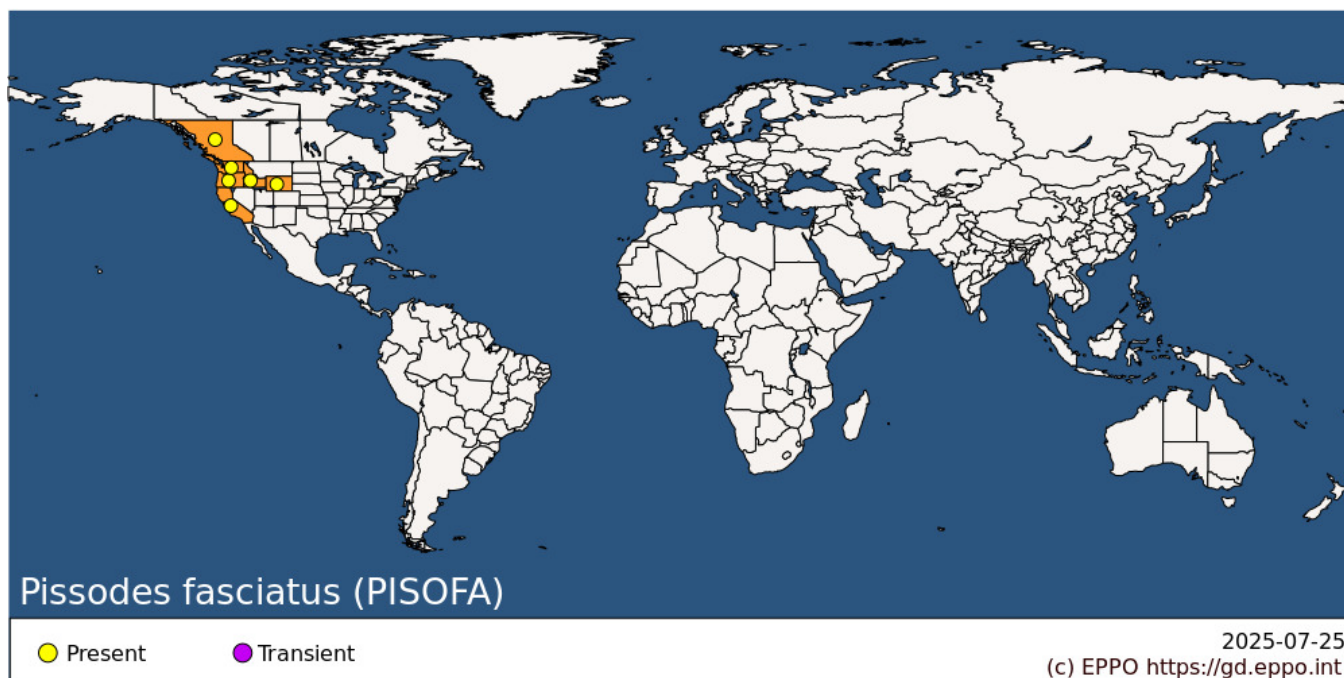 Pissodes fasciatus (PISOFA)
Present
Transient
2025-07-25
(c) EPPO https://gd.eppo.int